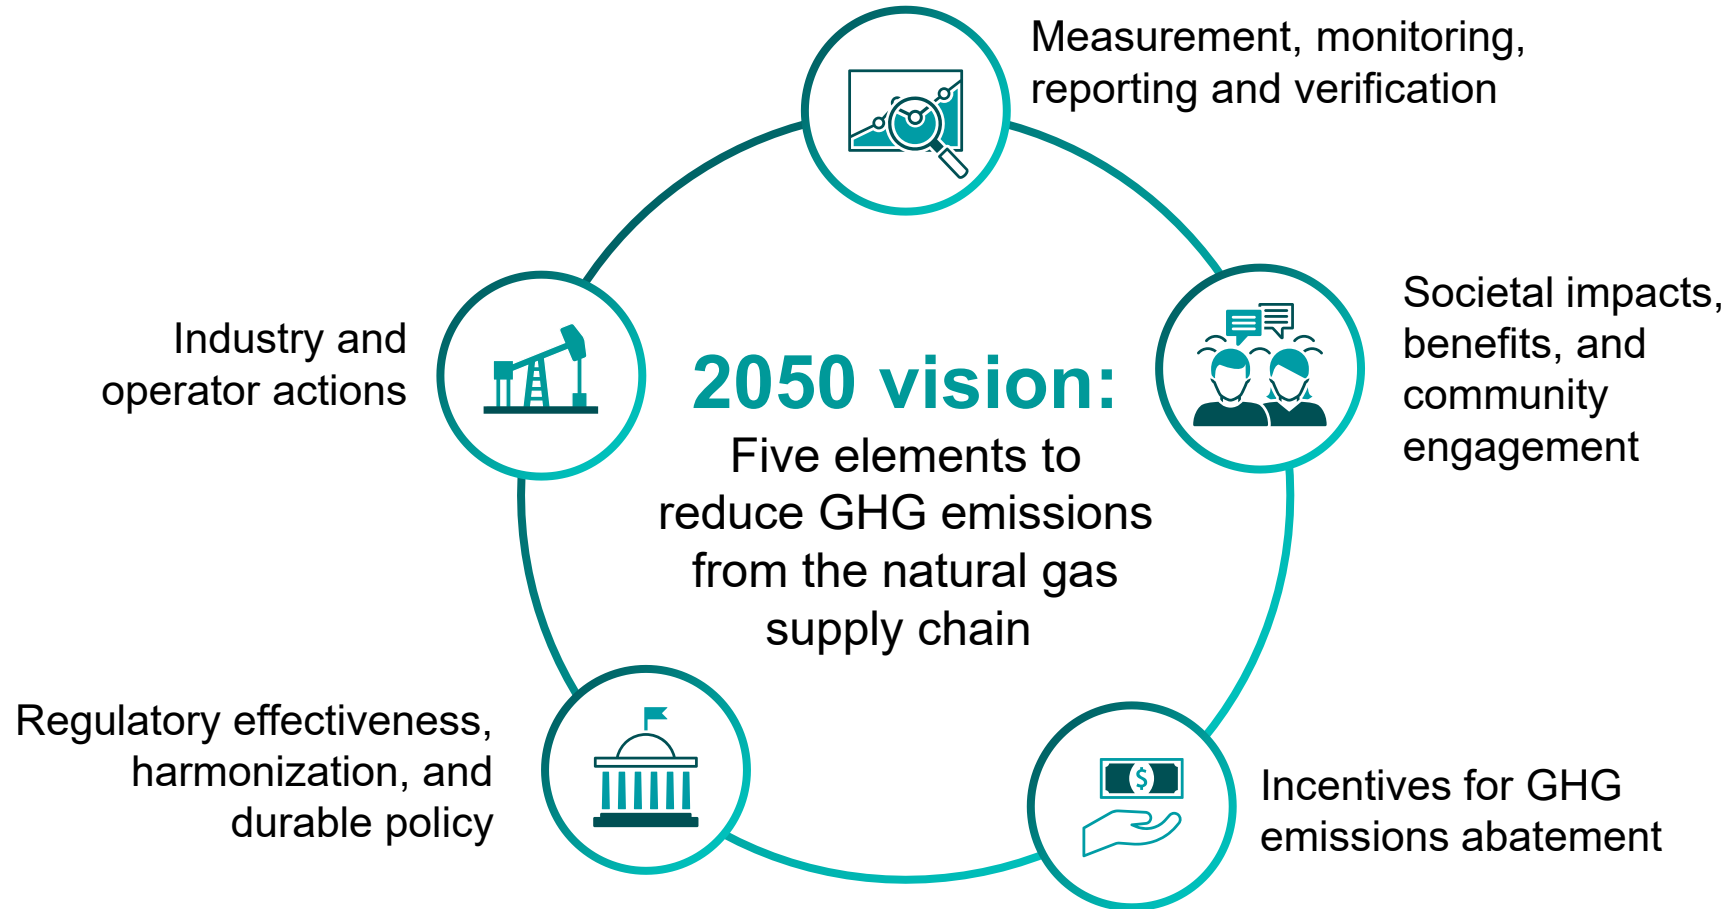 Measurement, monitoring,
reporting and verification
Societal impacts,
benefits, and
community
engagement
Industry and
operator actions
2050 vision:
Five elements to
reduce GHG emissions
from the natural gas
supply chain
Regulatory effectiveness,
harmonization, and
durable policy
$
Incentives for GHG
emissions abatement